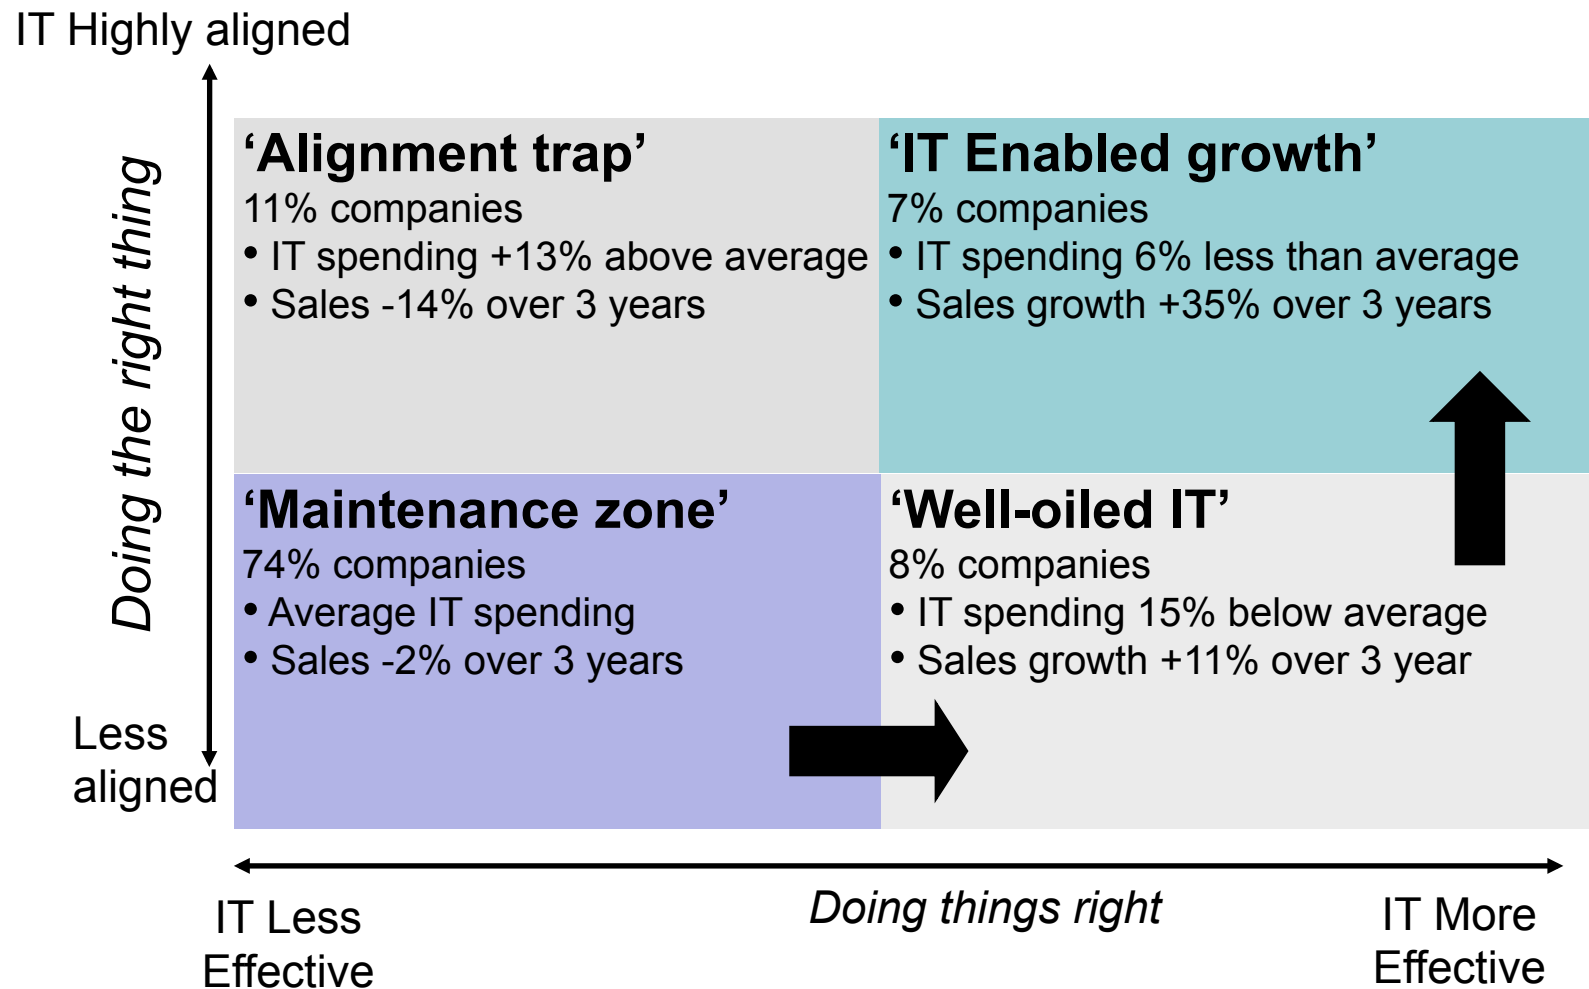 IT Highly aligned
Doing the right thing
Less
aligned
‘Alignment trap’
11% companies
• IT spending +13% above average
• Sales -14% over 3 years
‘IT Enabled growth’
7% companies
• IT spending 6% less than average
• Sales growth +35% over 3 years
‘Maintenance zone’
74% companies
• Average IT spending
• Sales -2% over 3 years
‘Well-oiled IT’
8% companies
• IT spending 15% below average
• Sales growth +11% over 3 year
IT Less
Effective
Doing things right
IT More
Effective